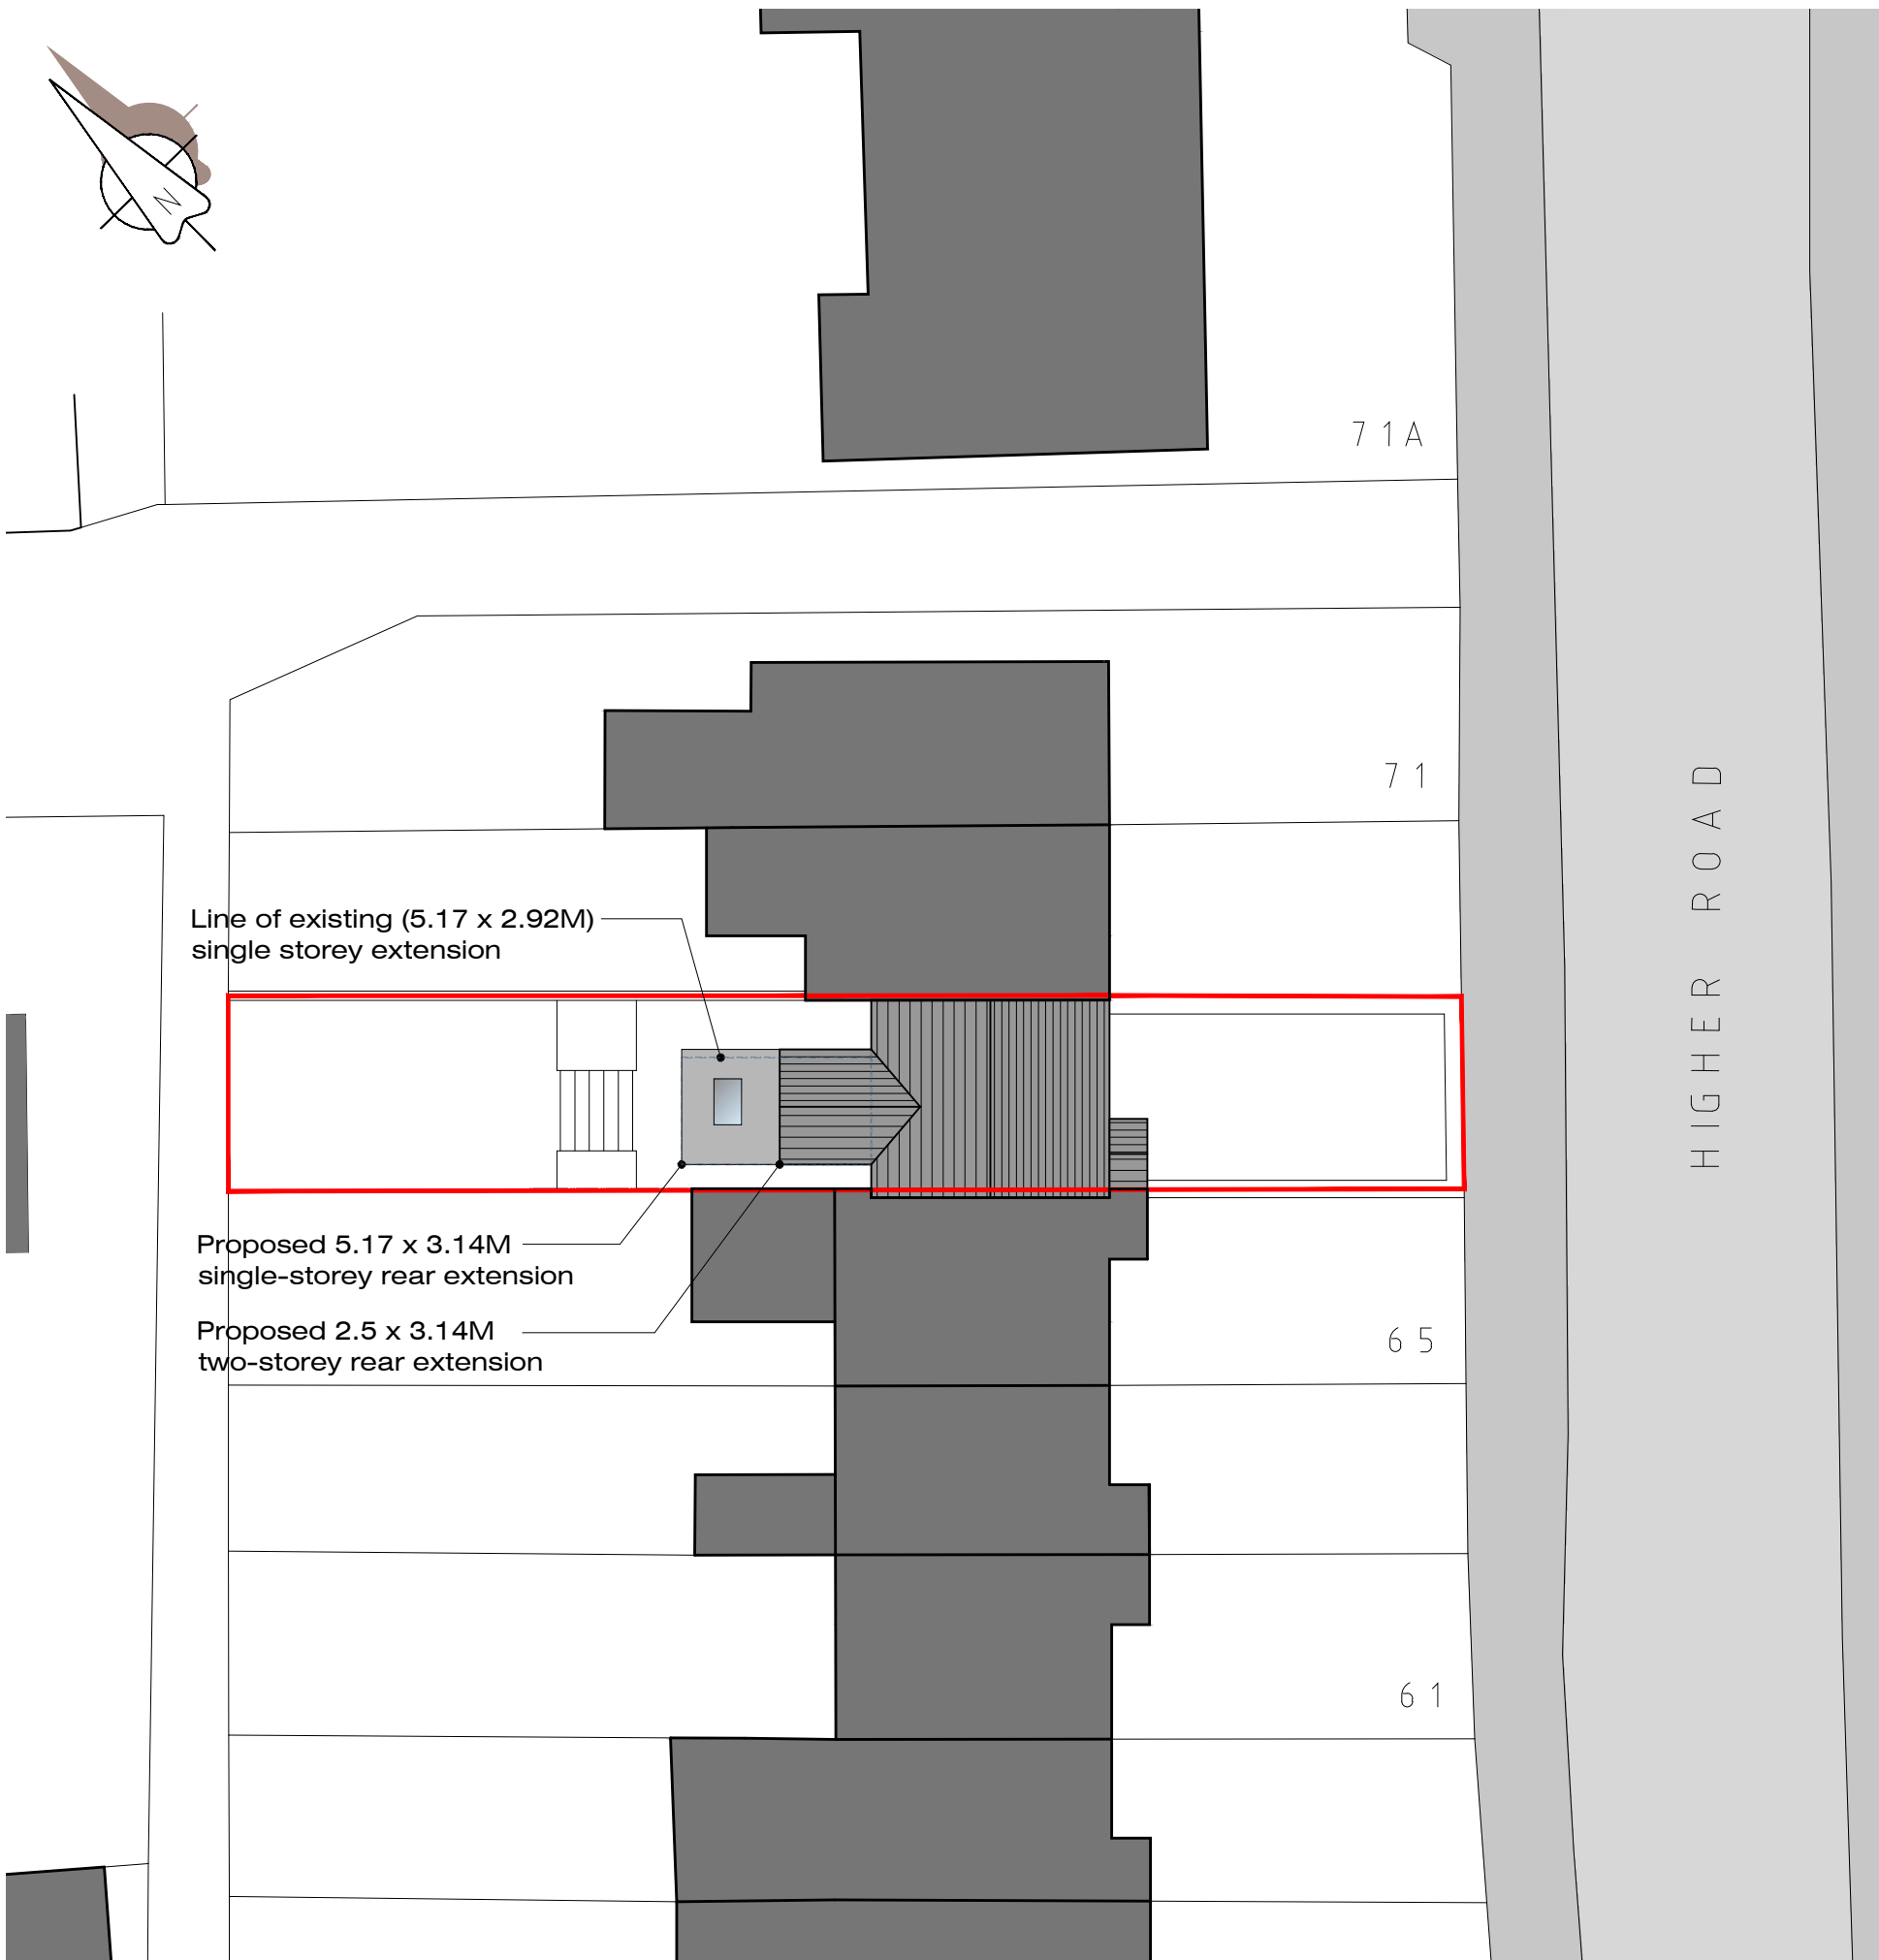 N
71A
71
HIGHER ROAD
Line of existing (5.17 x 2.92M)
single storey extension
Proposed 5.17 x 3.14M
single-storey rear extension
Proposed 2.5 x 3.14M
two-storey rear extension
65
61